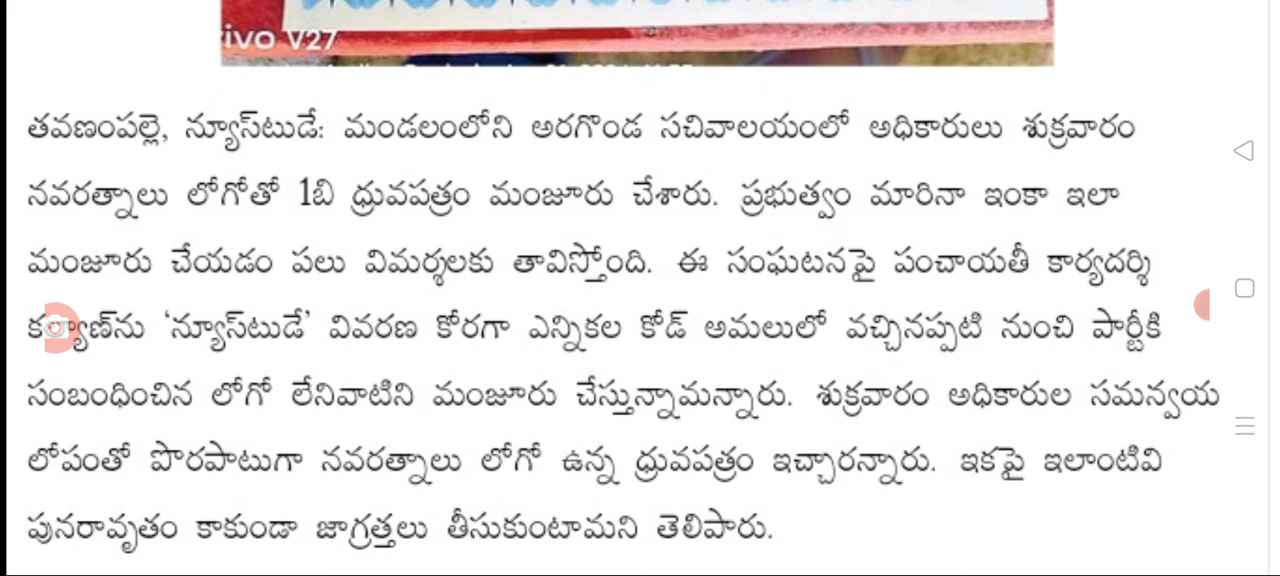 vivo V27
తవణంపల్లె, న్యూస్‌టుడే: మండలంలోని అరగొండ సచివాలయంలో అధికారులు శుక్రవారం
నవరత్నాలు లోగోతో 1బి ధ్రువపత్రం మంజూరు చేశారు. ప్రభుత్వం మారినా ఇంకా ఇలా
మంజూరు చేయడం పలు విమర్శలకు తావిస్తోంది. ఈ సంఘటనపై పంచాయతీ కార్యదర్శి
కల్యాణ్‌ను ‘న్యూస్‌టుడే’ వివరణ కోరగా ఎన్నికల కోడ్ అమలులో వచ్చినప్పటి నుంచి పార్టీకి
సంబంధించిన లోగో లేనివాటిని మంజూరు చేస్తున్నామన్నారు. శుక్రవారం అధికారుల సమన్వయ
లోపంతో పొరపాటుగా నవరత్నాలు లోగో ఉన్న ధ్రువపత్రం ఇచ్చారన్నారు. ఇకపై ఇలాంటివి
పునరావృతం కాకుండా జాగ్రత్తలు తీసుకుంటామని తెలిపారు.